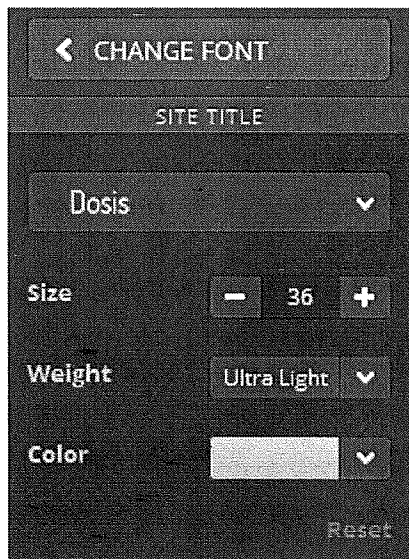 CHANGE FONT
SITE TITLE
Dosis
Size
36
Weight
Ultra Light
Color
Reset